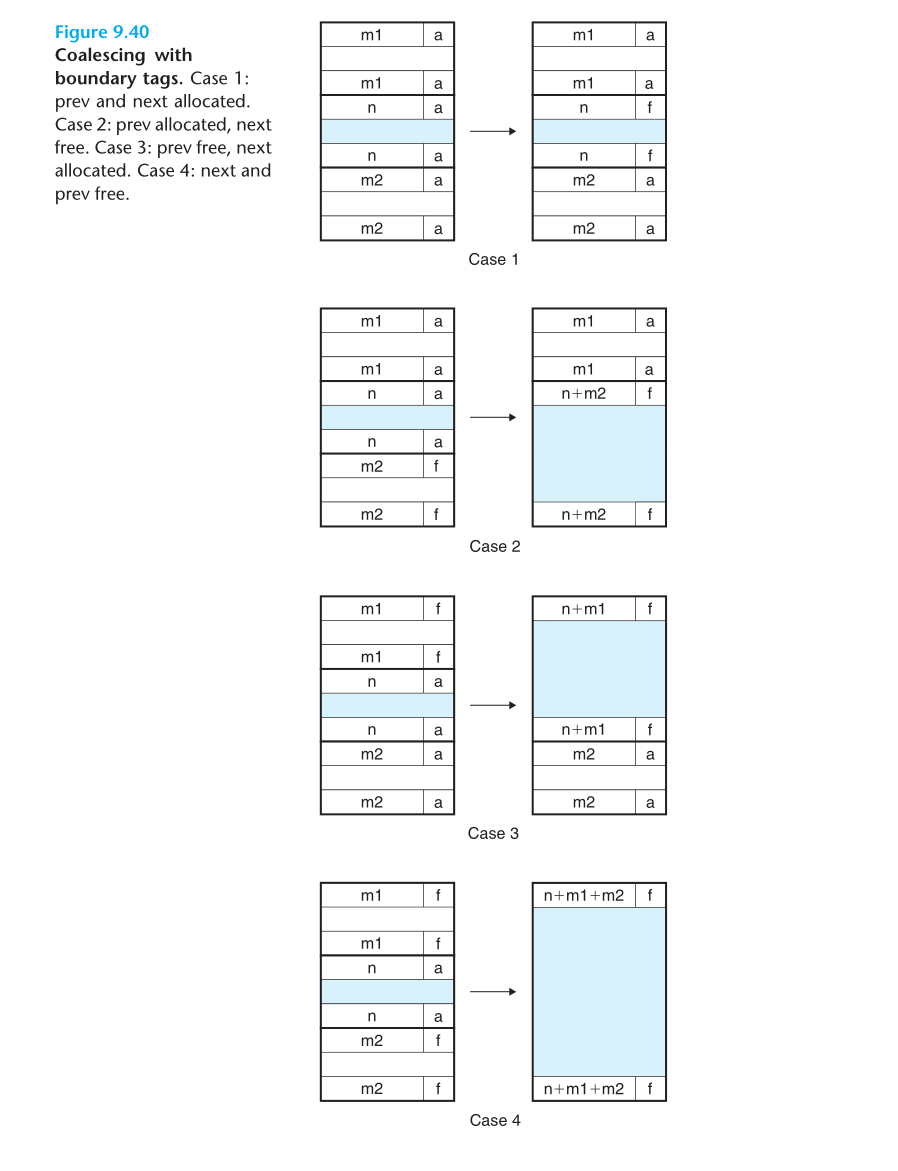 Figure 9.40
Coalescing with
boundary tags. Case 1:
prev and next allocated.
Case 2: prev allocated, next
free. Case 3: prev free, next
allocated. Case 4: next and
prev free.
m1 a m1 a
m1 a m1 a
n a n f
n a n f
m2 a m2 a
m2 a m2 a
Case 1
m1 a m1 a
m1 a m1 a
n a n+m2 f
n a
m2 f
m2 f n+m2 f
Case 2
m1 f n+m1 f
m1 f
n a
n a n+m1 f
m2 a m2 a
m2 a m2 a
Case 3
m1 f n+m1+m2 f
m1 f
n a
n a
m2 f
m2 f n+m1+m2 f
Case 4